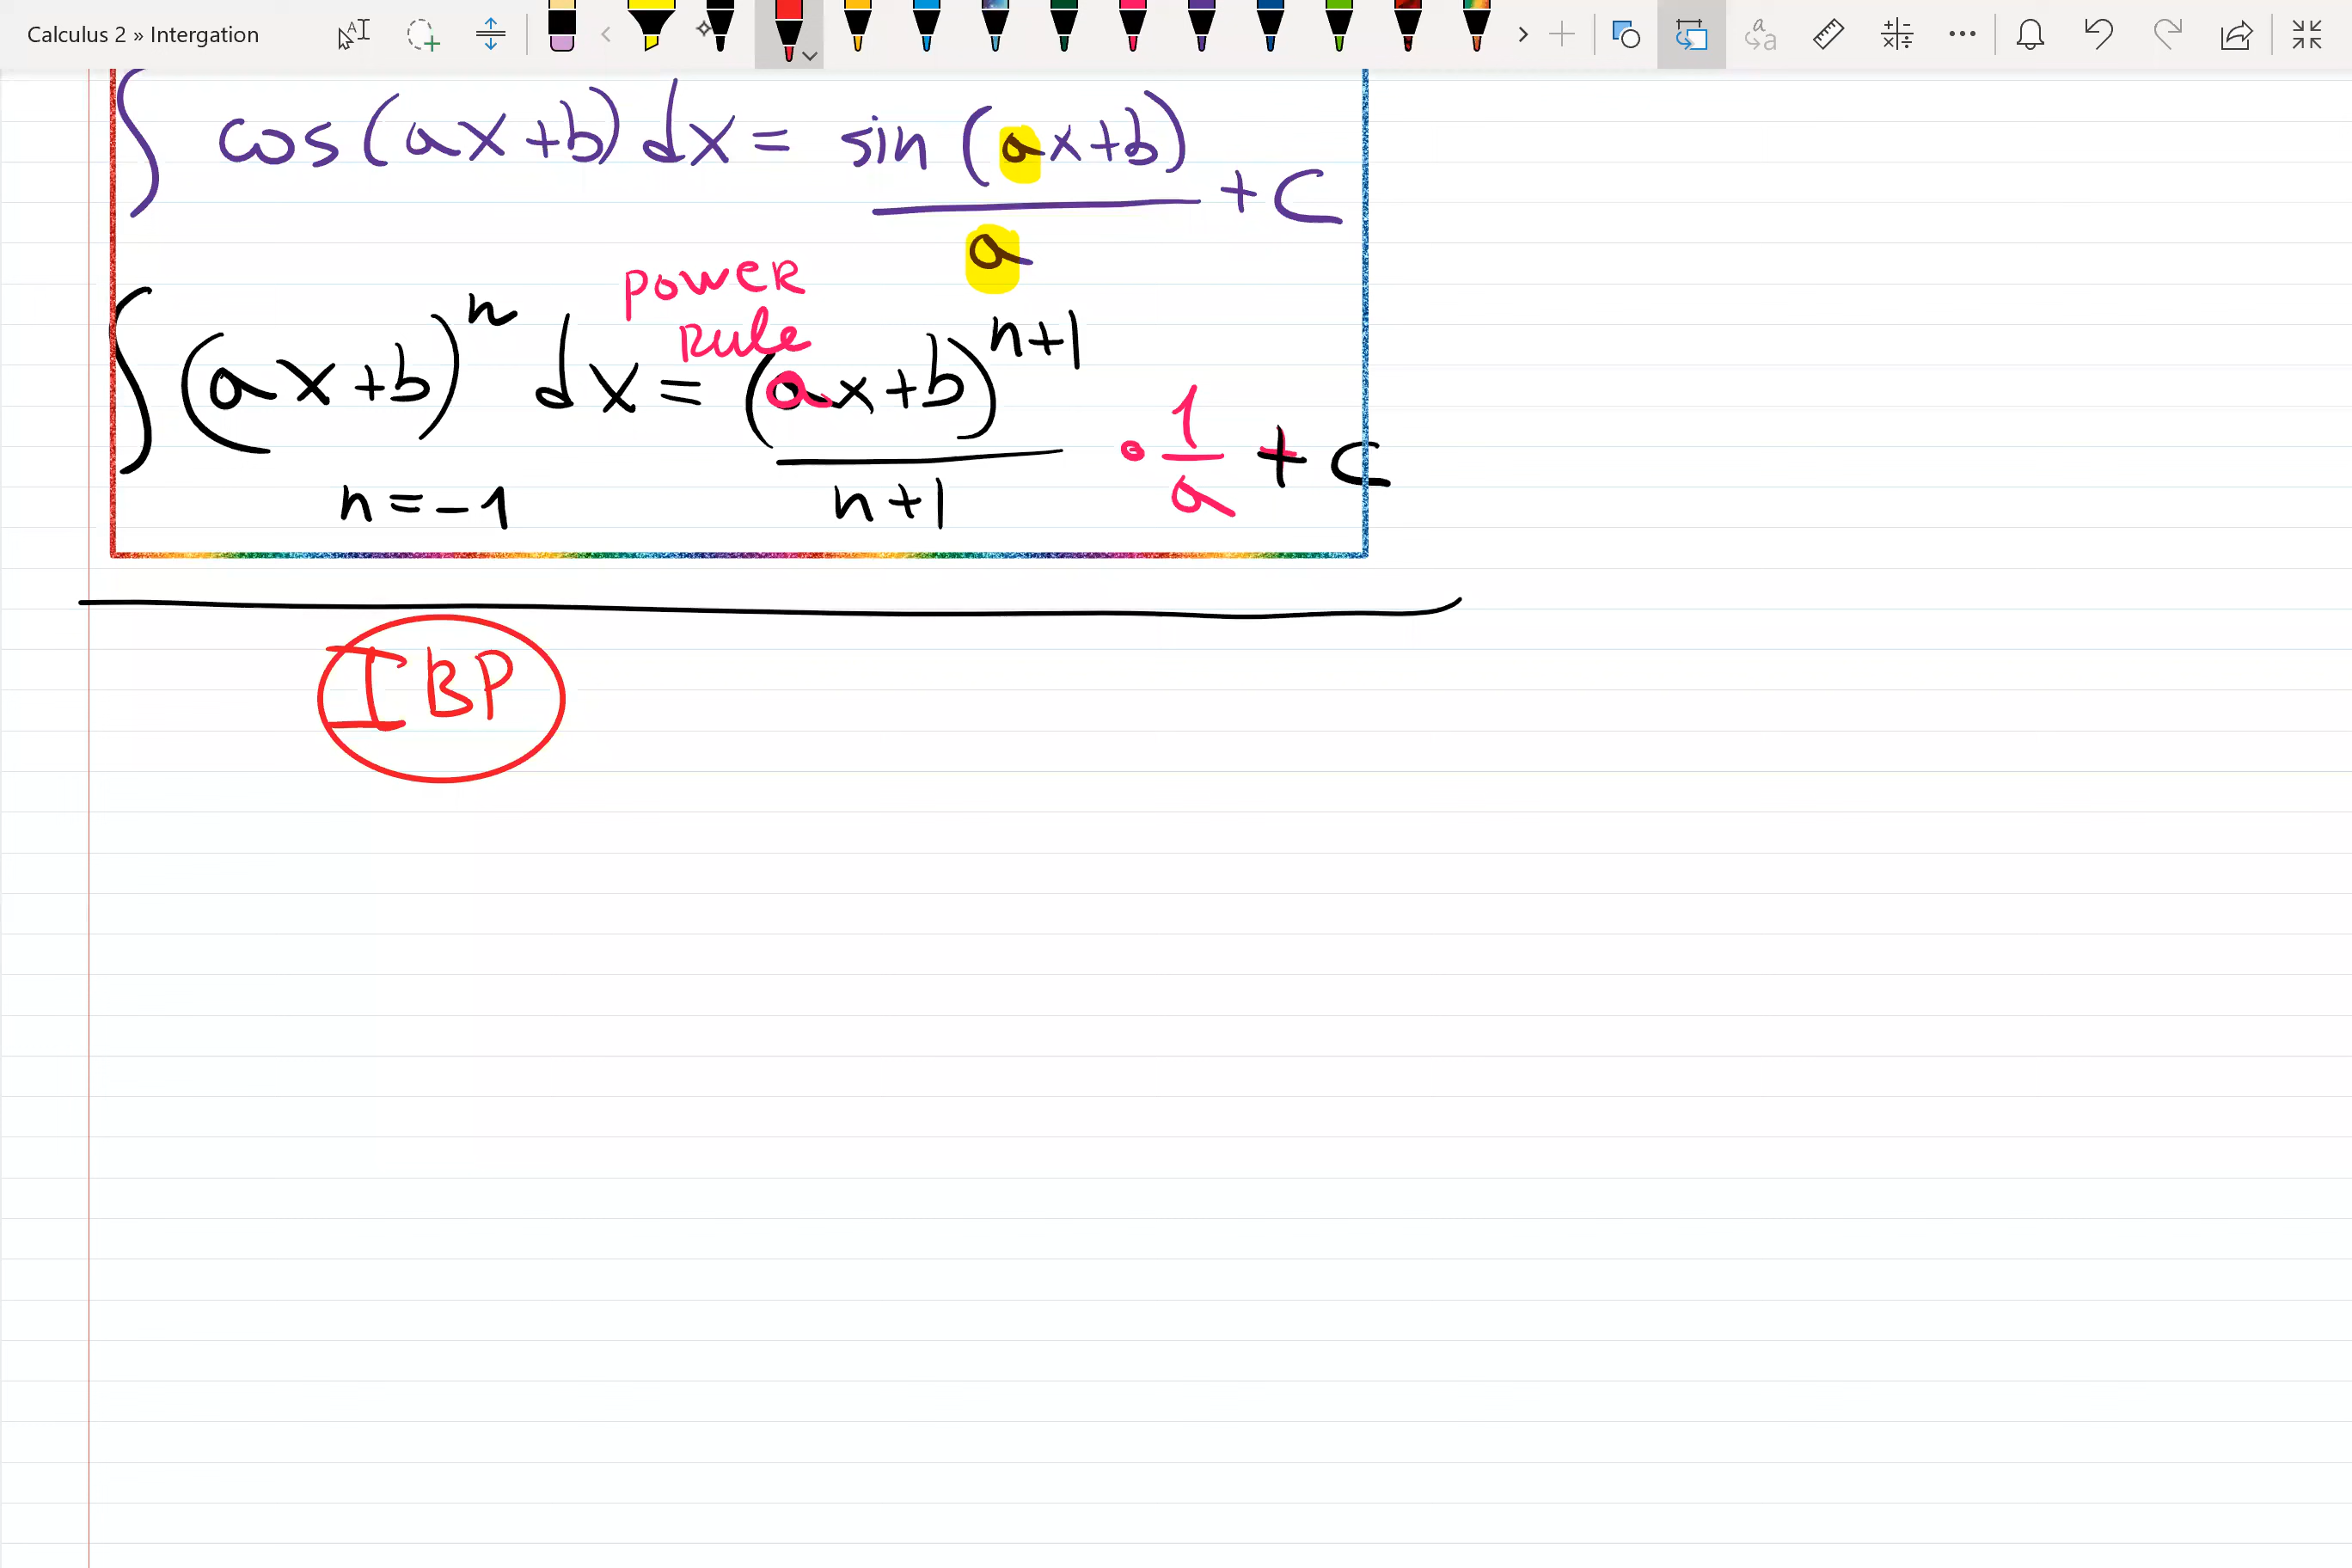 Calculus 2 » Intergation
∫ cos(ax+b) dx = sin(ax+b)/a + C
power
Rule
∫ (ax+b)^n dx = (ax+b)^(n+1)/(n+1) · 1/a + C
n = -1
IBP